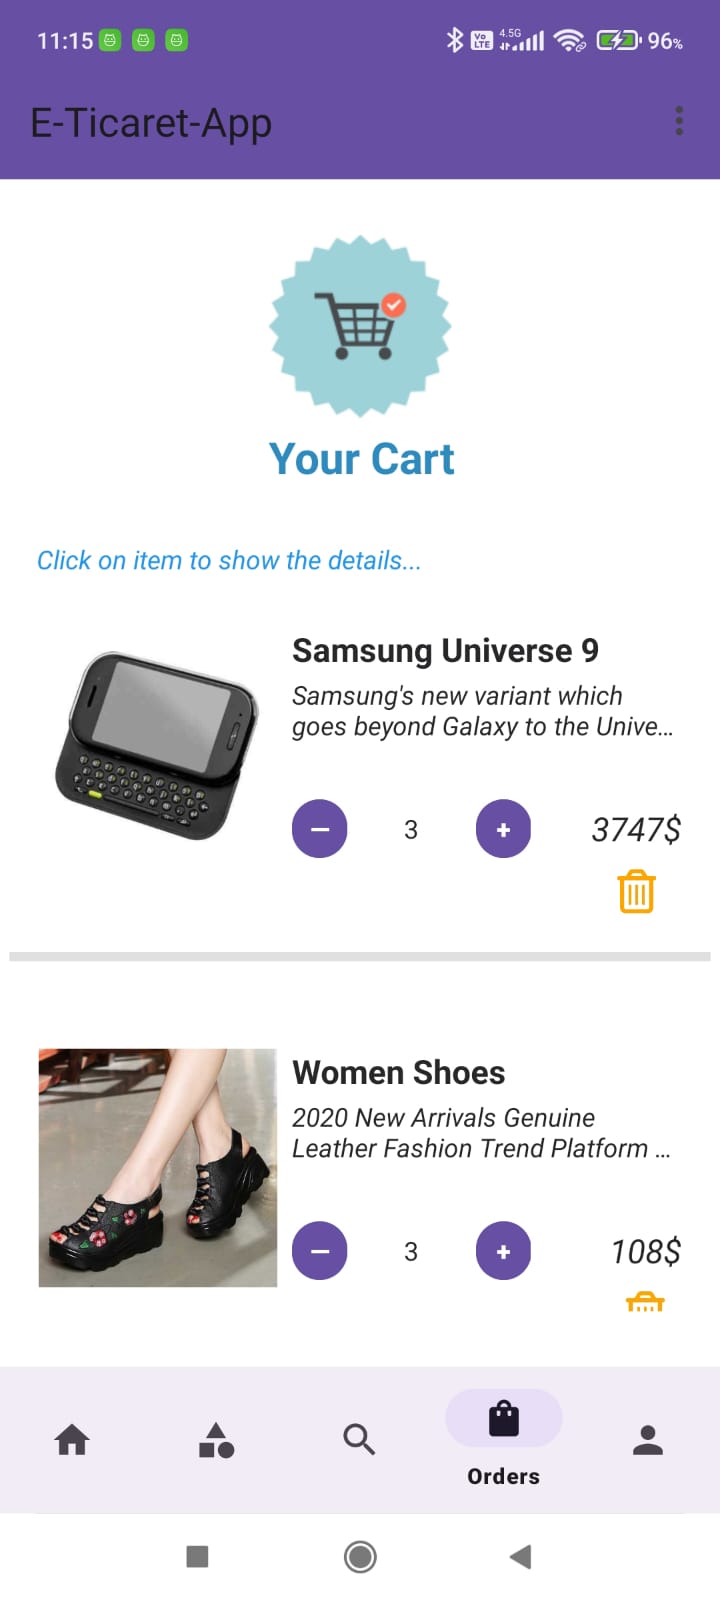 11:15
Vo LTE 4.5G 96%
E-Ticaret-App
Your Cart
Click on item to show the details...
Samsung Universe 9
Samsung's new variant which
goes beyond Galaxy to the Unive...
3
3747$
Women Shoes
2020 New Arrivals Genuine
Leather Fashion Trend Platform ...
3
108$
Orders